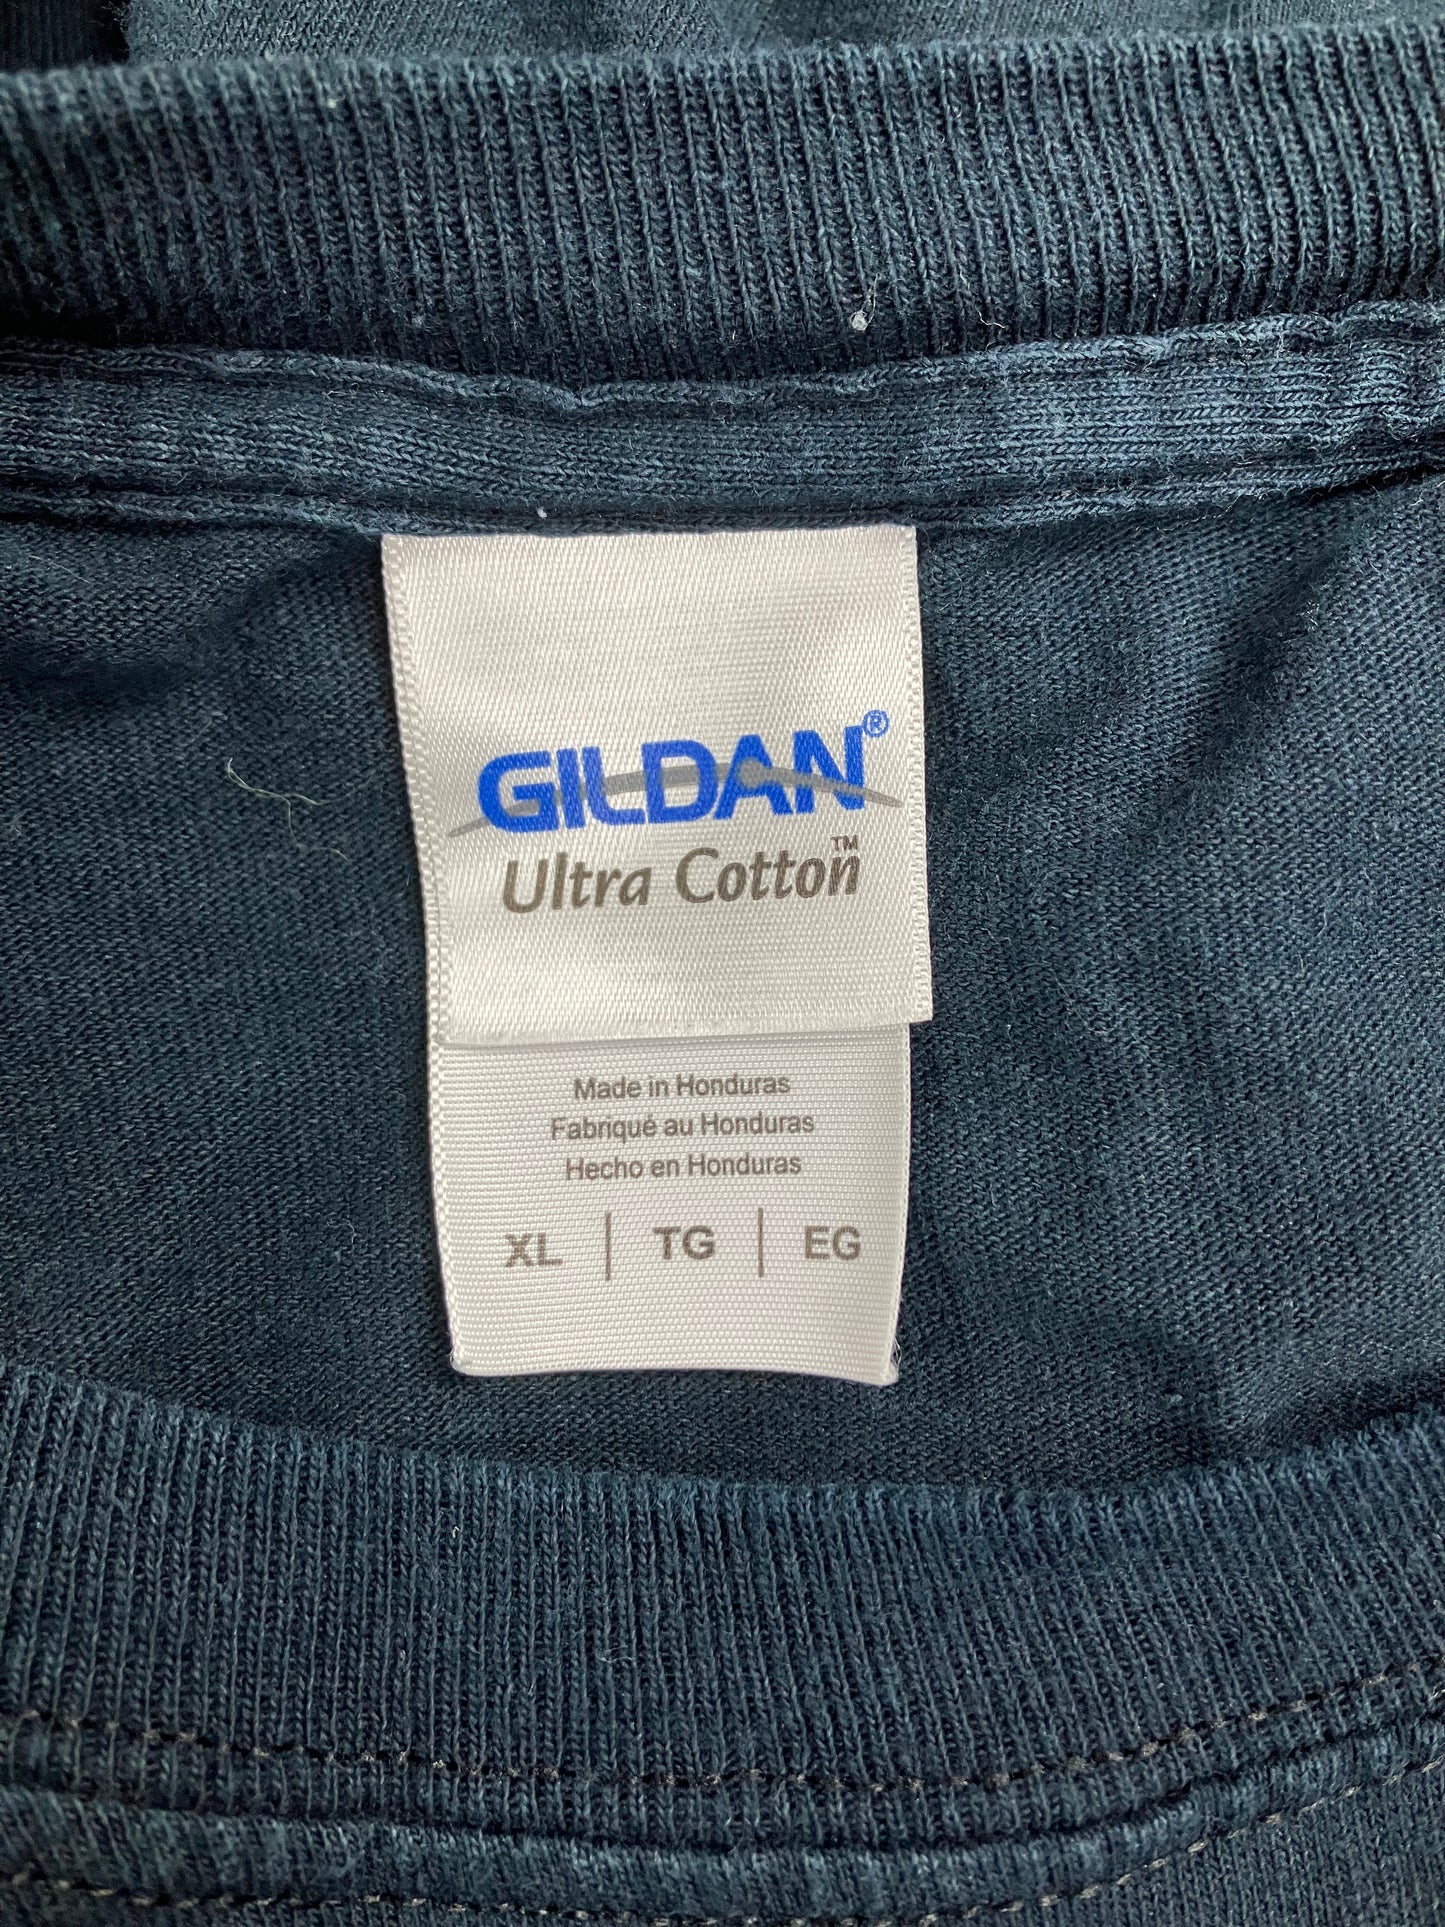 GILDAN®
Ultra Cotton™
Made in Honduras
Fabriqué au Honduras
Hecho en Honduras
XL | TG | EG